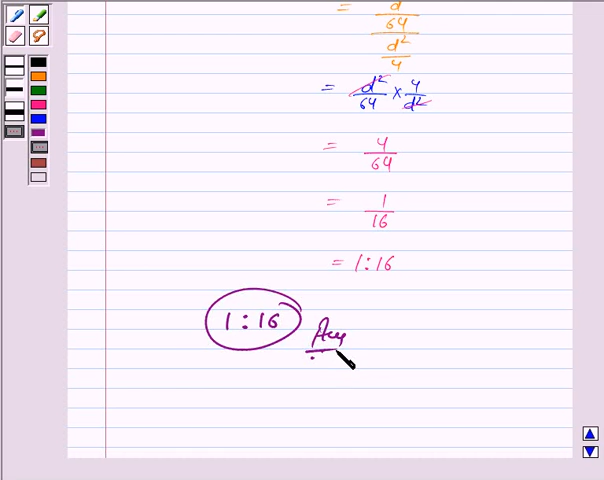 = d
64
d²
4
= d²/64 × 4/d²
= 4/64
= 1/16
= 1:16
1:16 Ans